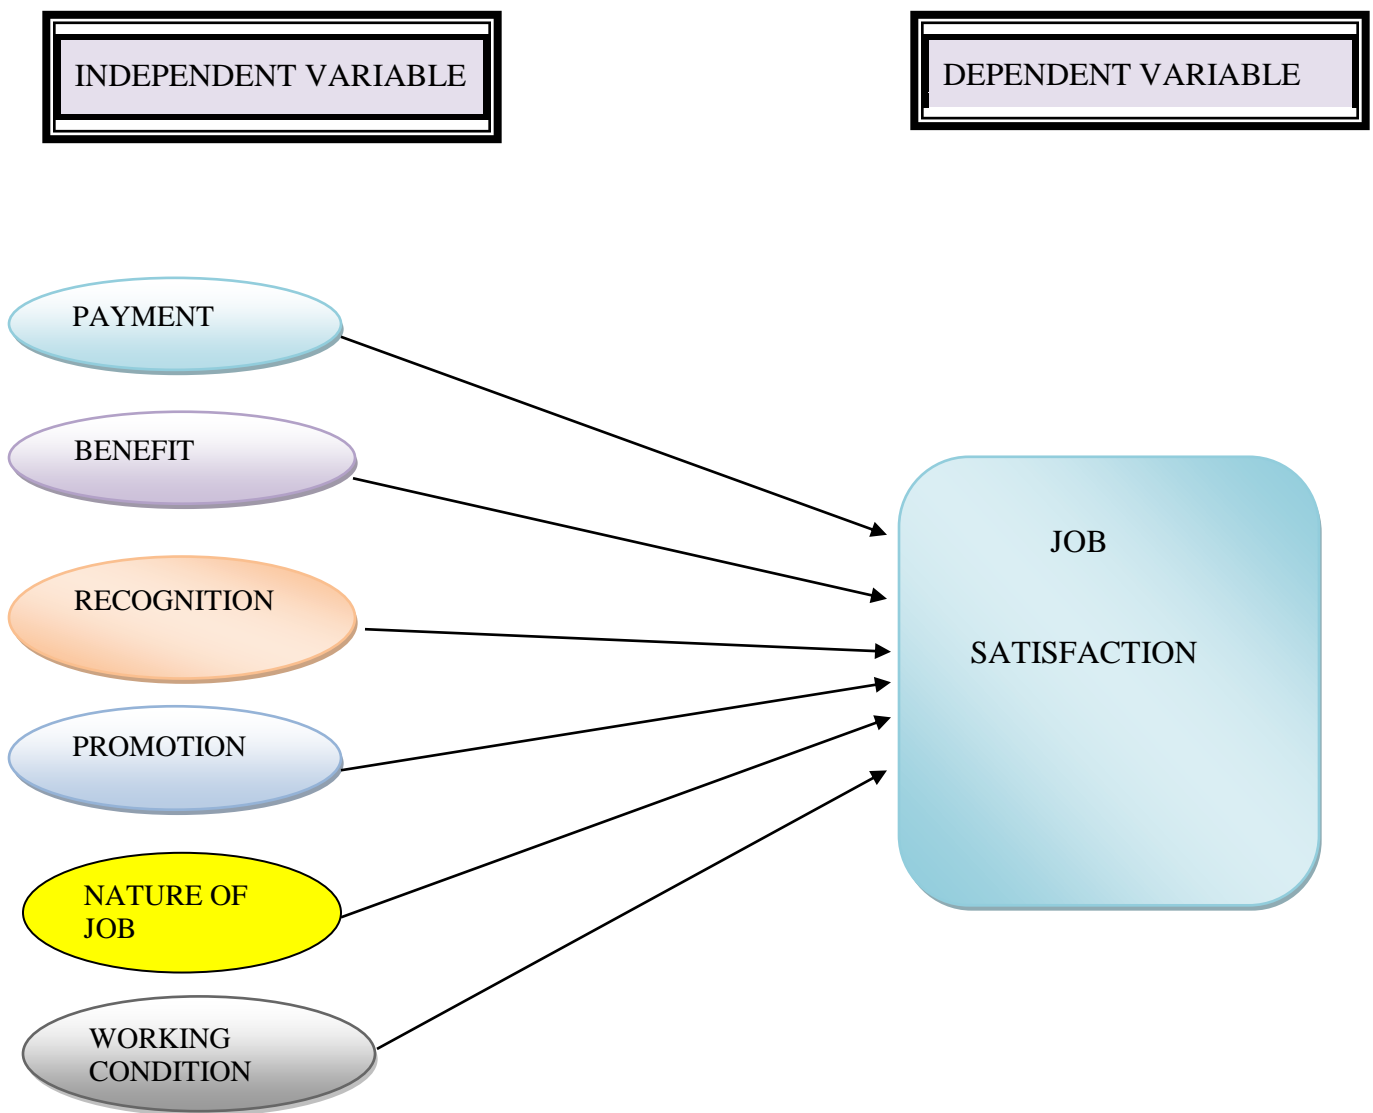 INDEPENDENT VARIABLE
DEPENDENT VARIABLE
PAYMENT
BENEFIT
RECOGNITION
PROMOTION
NATURE OF
JOB
WORKING
CONDITION
JOB
SATISFACTION